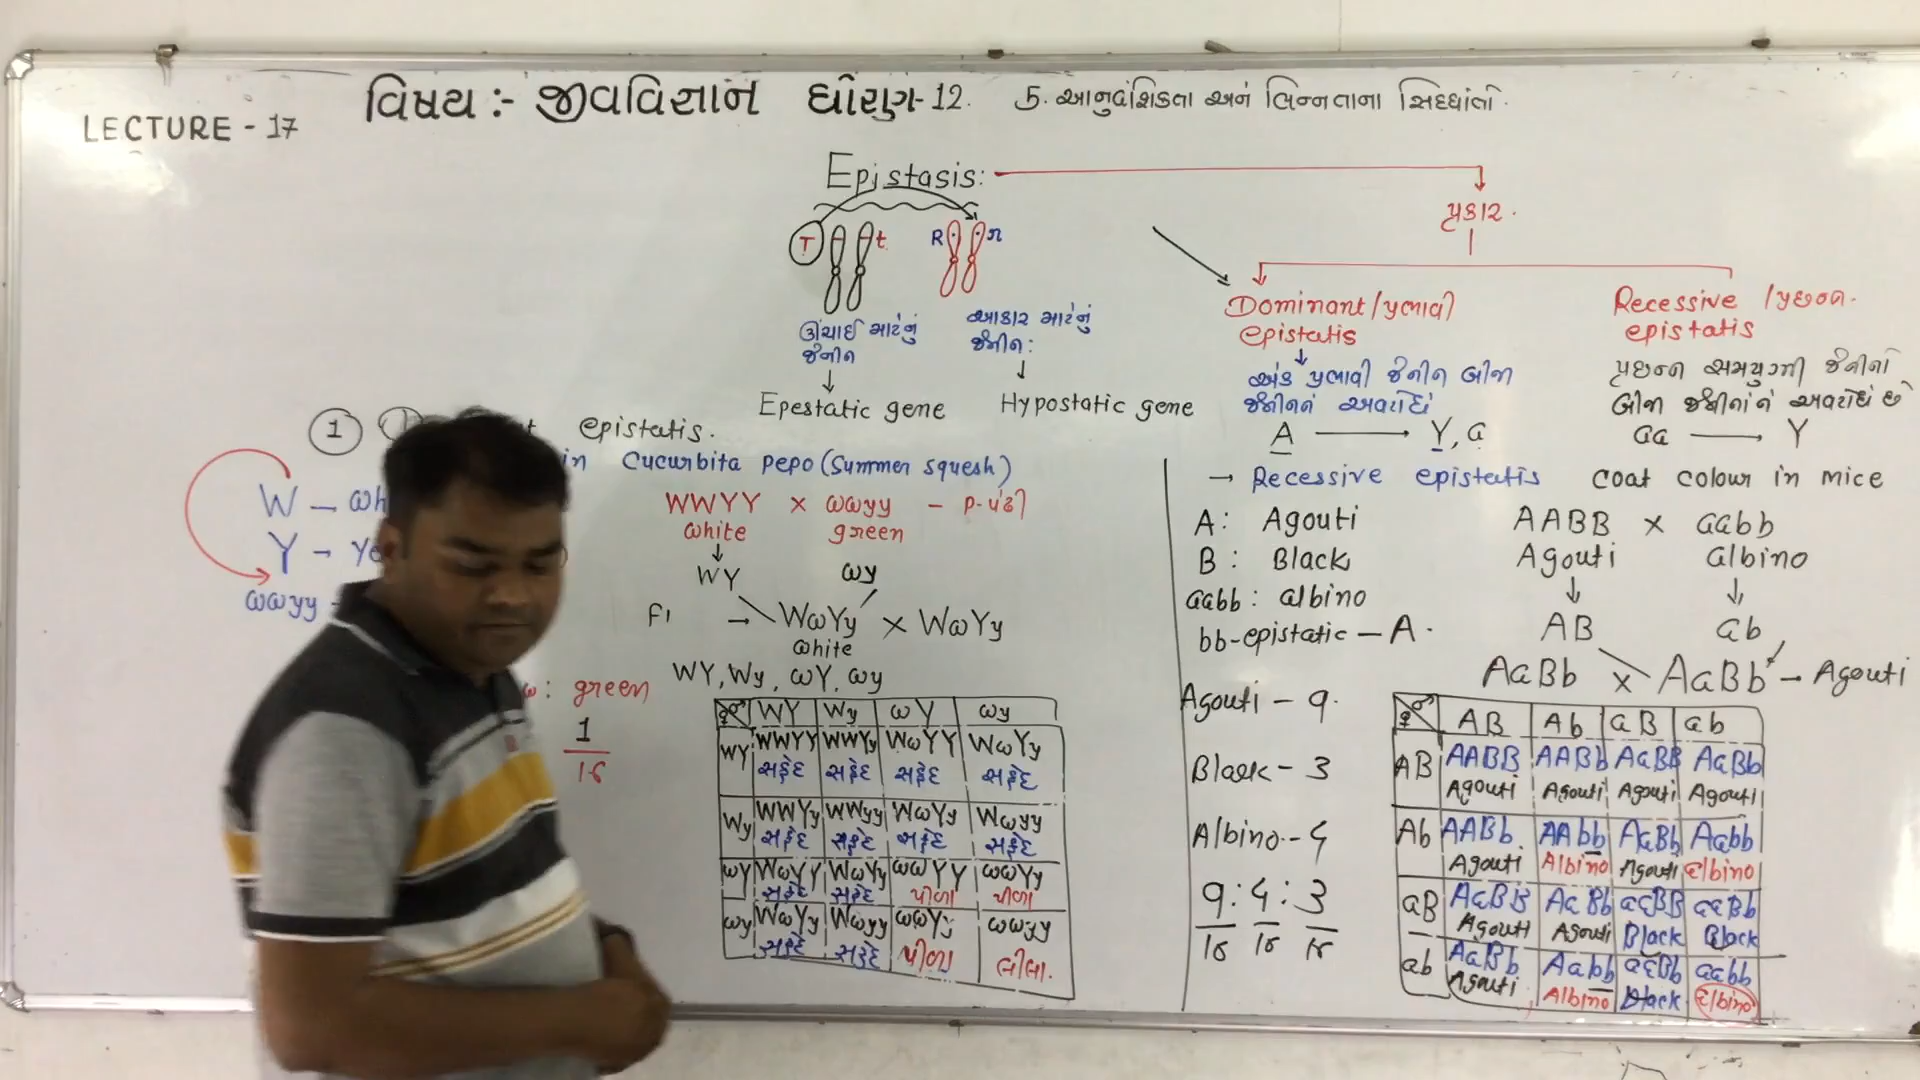 વિષય :- જીવવિજ્ઞાન ધોરણ-12. 5. આનુવંશિકતા અને ભિન્નતાના સિદ્ધાંતો.
LECTURE - 17
Epistasis:
પ્રકાર.
T t R r
ઊંચાઈ માટેનું
જનીન
આકાર માટેનું
જનીન:
Epestatic gene
Hypostatic gene
Dominant/પ્રભાવી
epistatis
એક પ્રભાવી જનીન બીજા
જનીનને અવરોધે
A → Y, a
Recessive /પ્રચ્છન્ન.
epistatis
પ્રચ્છન્ન સમયુગ્મી જનીનો
બીજા જનીનોને અવરોધે છે
aa → Y
1
epistatis.
in Cucurbita pepo (Summer squesh)
W — wh
Y → Ye
wwyy
WWYY × wwyy – P-પેઢી
white green
WY wy
F1 → WwYy × WwYy
white
WY, Wy, wY, wy
w: green
1
16
♀ ♂ WY Wy wY wy
WY WWYY WWYy WwYY WwYy
સફેદ સફેદ સફેદ સફેદ
Wy WWYy WWyy WwYy Wwyy
સફેદ સફેદ સફેદ સફેદ
wY WwYY WwYy wwYY wwYy
સફેદ સફેદ પીળા પીળા
wy WwYy Wwyy wwYy wwyy
સફેદ સફેદ પીળા લીલા.
→ Recessive epistatis coat colour in mice
A: Agouti
B: Black
aabb: albino
bb-epistatic — A.
AABB × aabb
Agouti albino
AB ab
AaBb × AaBb – Agouti
Agouti – 9.
Black – 3
Albino – 4
9 : 4 : 3
16 16 16
♀ ♂ AB Ab aB ab
AB AABB AABb AaBB AaBb
Agouti Agouti Agouti Agouti
Ab AABb AAbb AaBb Aabb
Agouti Albino Agouti albino
aB AaBB AaBb aaBB aaBb
Agouti Agouti Black Black
ab AaBb Aabb aaBb aabb
Agouti Albino Black albino